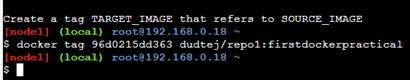 Create a tag TARGET_IMAGE that refers to SOURCE_IMAGE
[node1] (local) root@192.168.0.18 ~
$ docker tag 96d0215dd363 dudtej/repo1:firstdockerpractical
[node1] (local) root@192.168.0.18 ~
$